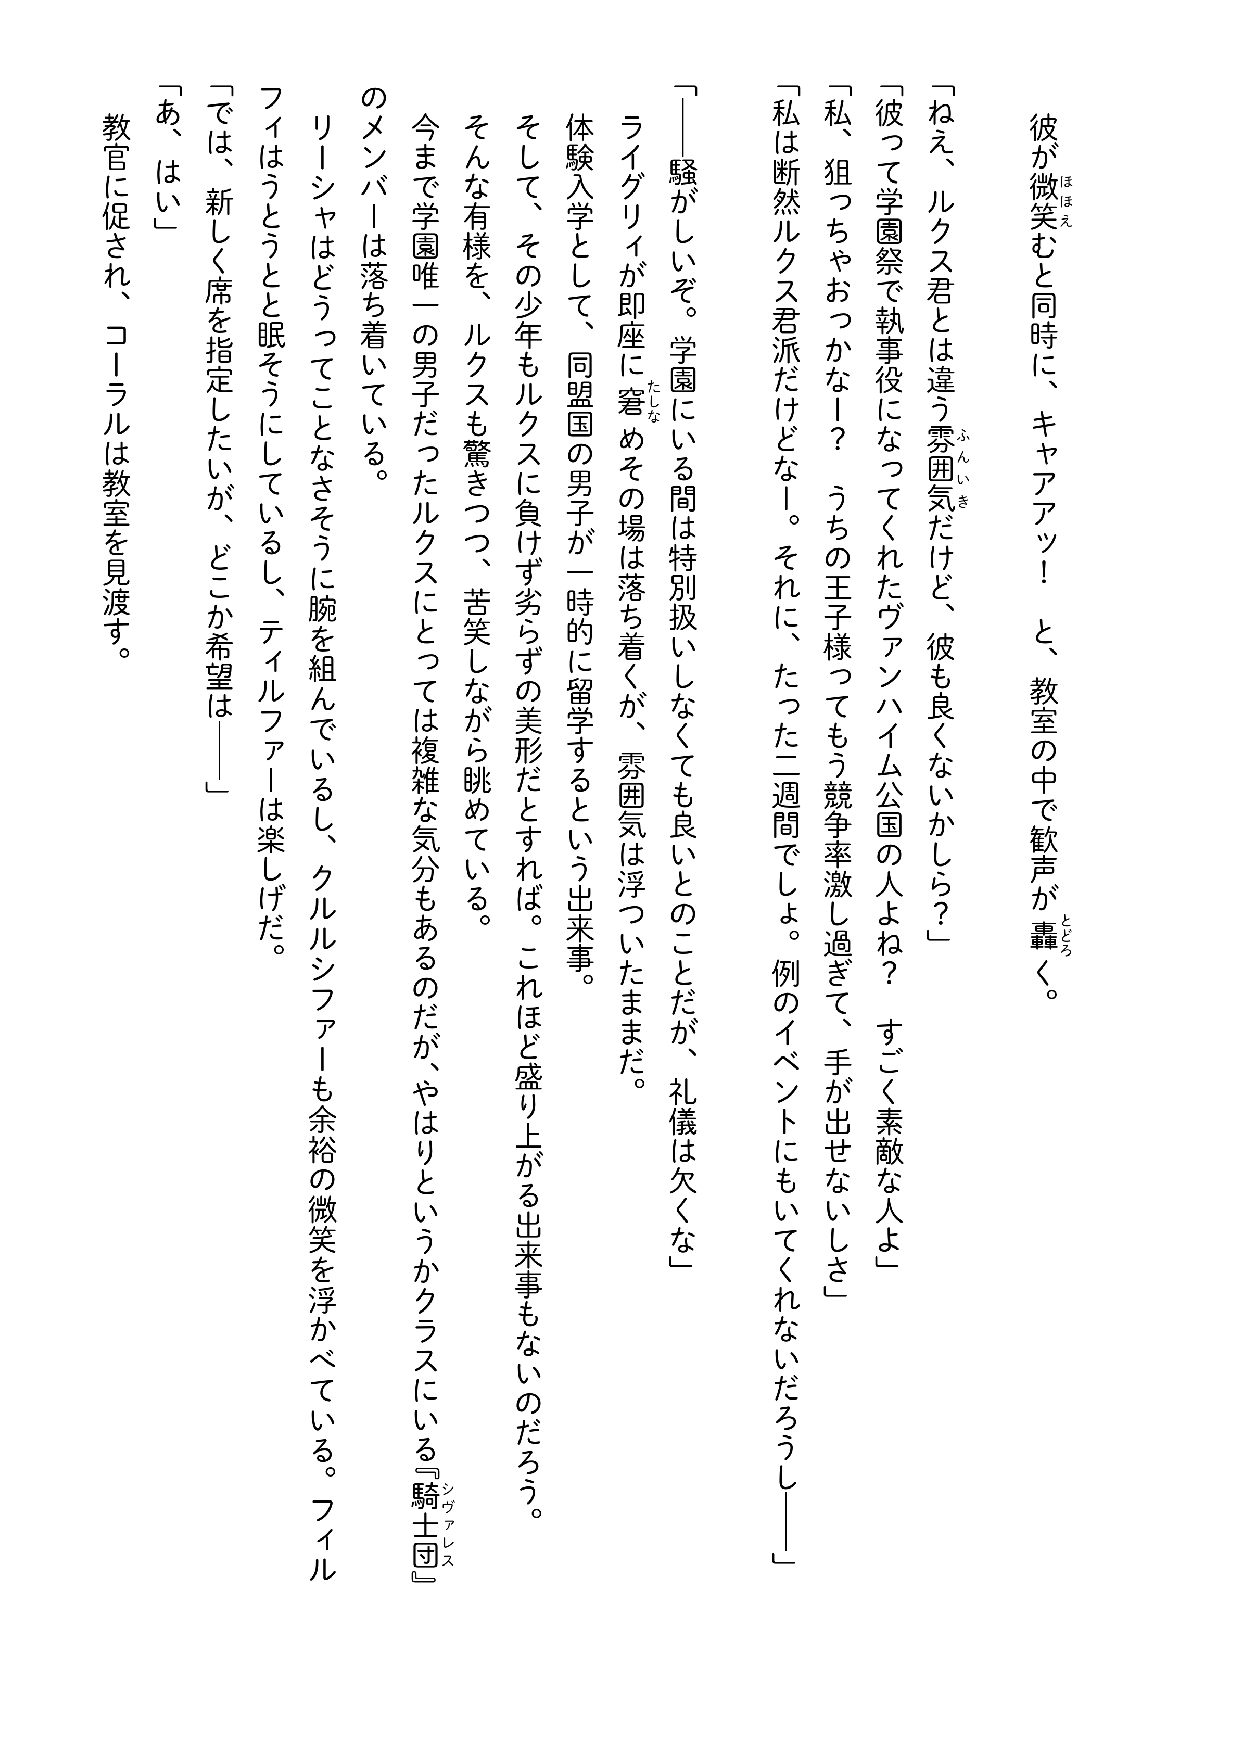 彼が微笑むと同時に、キャアアッ！　と、教室の中で歓声が轟く。
「ねえ、ルクス君とは違う雰囲気だけど、彼も良くないかしら？」
「彼って学園祭で執事役になってくれたヴァンハイム公国の人よね？　すごく素敵な人よ」
「私、狙っちゃおっかなー？　うちの王子様ってもう競争率激し過ぎて、手が出せないしさ」
「私は断然ルクス君派だけどなー。それに、たった二週間でしょ。例のイベントにもいてくれないだろうし――」
「――騒がしいぞ。学園にいる間は特別扱いしなくても良いとのことだが、礼儀は欠くな」
ライグリィが即座に窘めその場は落ち着くが、雰囲気は浮ついたままだ。
体験入学として、同盟国の男子が一時的に留学するという出来事。
そして、その少年もルクスに負けず劣らずの美形だとすれば。これほど盛り上がる出来事もないのだろう。
そんな有様を、ルクスも驚きつつ、苦笑しながら眺めている。
今まで学園唯一の男子だったルクスにとっては複雑な気分もあるのだが、やはりというかクラスにいる『騎士団』
のメンバーは落ち着いている。
リーシャはどうってことなさそうに腕を組んでいるし、クルルシファーも余裕の微笑を浮かべている。フィル
フィはうとうとと眠そうにしているし、ティルファーは楽しげだ。
「では、新しく席を指定したいが、どこか希望は――」
「あ、はい」
教官に促され、コーラルは教室を見渡す。